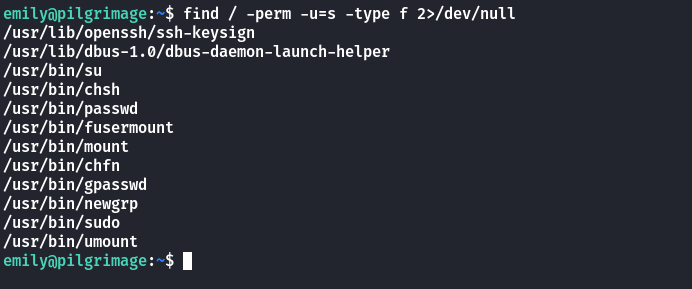 emily@pilgrimage:~$ find / -perm -u=s -type f 2>/dev/null
/usr/lib/openssh/ssh-keysign
/usr/lib/dbus-1.0/dbus-daemon-launch-helper
/usr/bin/su
/usr/bin/chsh
/usr/bin/passwd
/usr/bin/fusermount
/usr/bin/mount
/usr/bin/chfn
/usr/bin/gpasswd
/usr/bin/newgrp
/usr/bin/sudo
/usr/bin/umount
emily@pilgrimage:~$